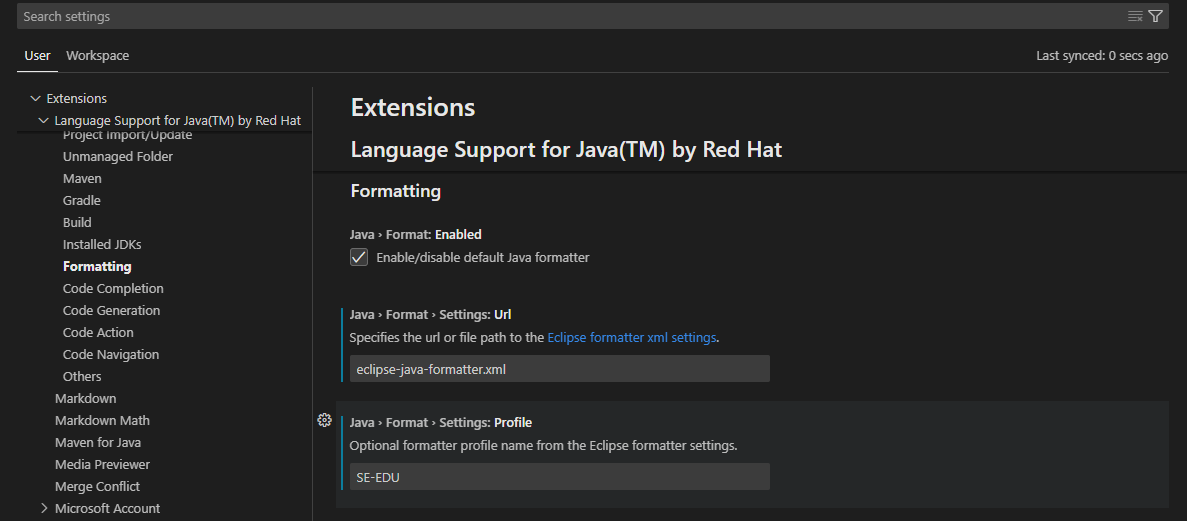 Search settings
User
Workspace
Last synced: 0 secs ago
Extensions
Language Support for Java(TM) by Red Hat
Project Import/Update
Unmanaged Folder
Maven
Gradle
Build
Installed JDKs
Formatting
Code Completion
Code Generation
Code Action
Code Navigation
Others
Markdown
Markdown Math
Maven for Java
Media Previewer
Merge Conflict
Microsoft Account
Extensions
Language Support for Java(TM) by Red Hat
Formatting
Java › Format: Enabled
Enable/disable default Java formatter
Java › Format › Settings: Url
Specifies the url or file path to the Eclipse formatter xml settings.
eclipse-java-formatter.xml
Java › Format › Settings: Profile
Optional formatter profile name from the Eclipse formatter settings.
SE-EDU